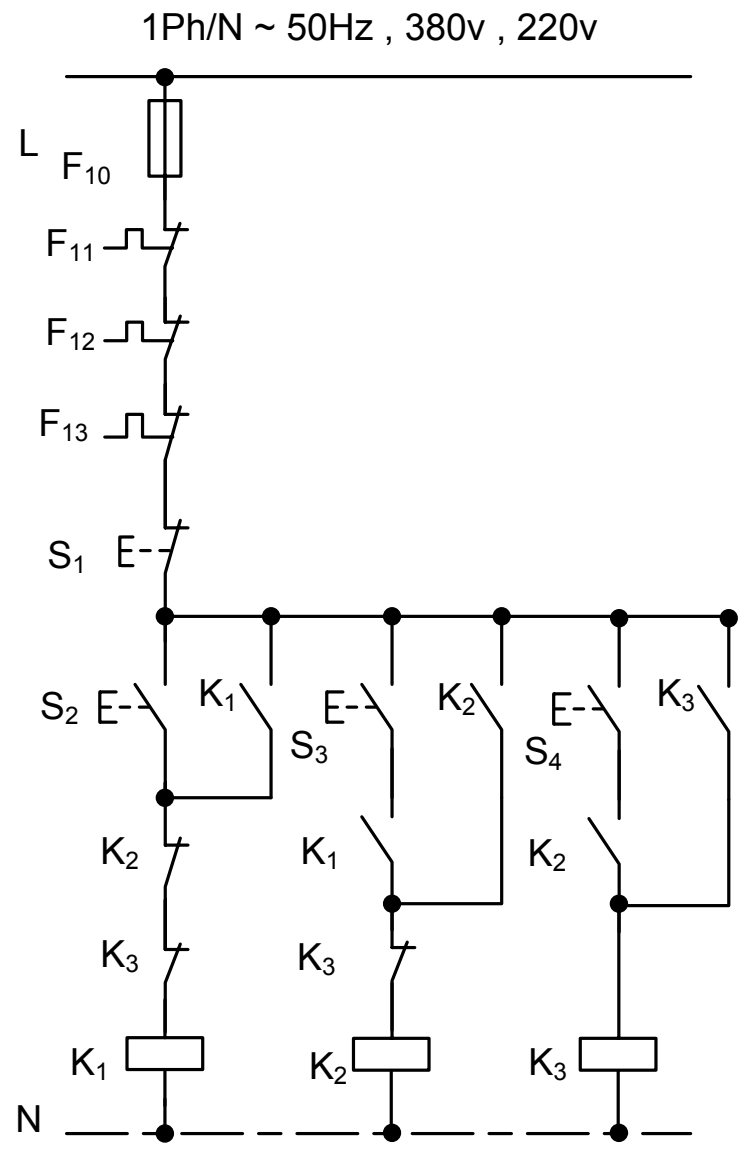 1Ph/N ~ 50Hz , 380v , 220v
L
F₁₀
F₁₁
F₁₂
F₁₃
S₁
S₂ K₁ S₃ K₂ S₄ K₃
K₂ K₁ K₂
K₃ K₃
K₁ K₂ K₃
N